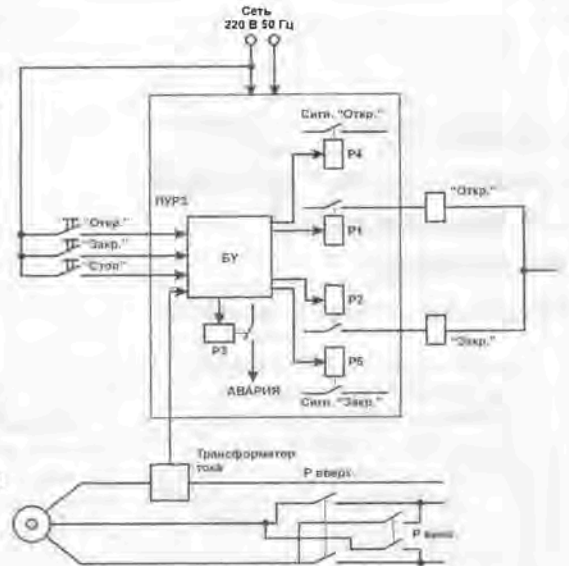 Сеть
220 В 50 Гц
Сигн. "Откр."
Р4
"Откр."
ПУРЗ
"Откр."
Р1
"Закр."
БУ
"Стоп"
Р2
Р3
"Закр."
Р5
АВАРИЯ
Сигн. "Закр."
Трансформатор
тока
Р вверх
Р вниз